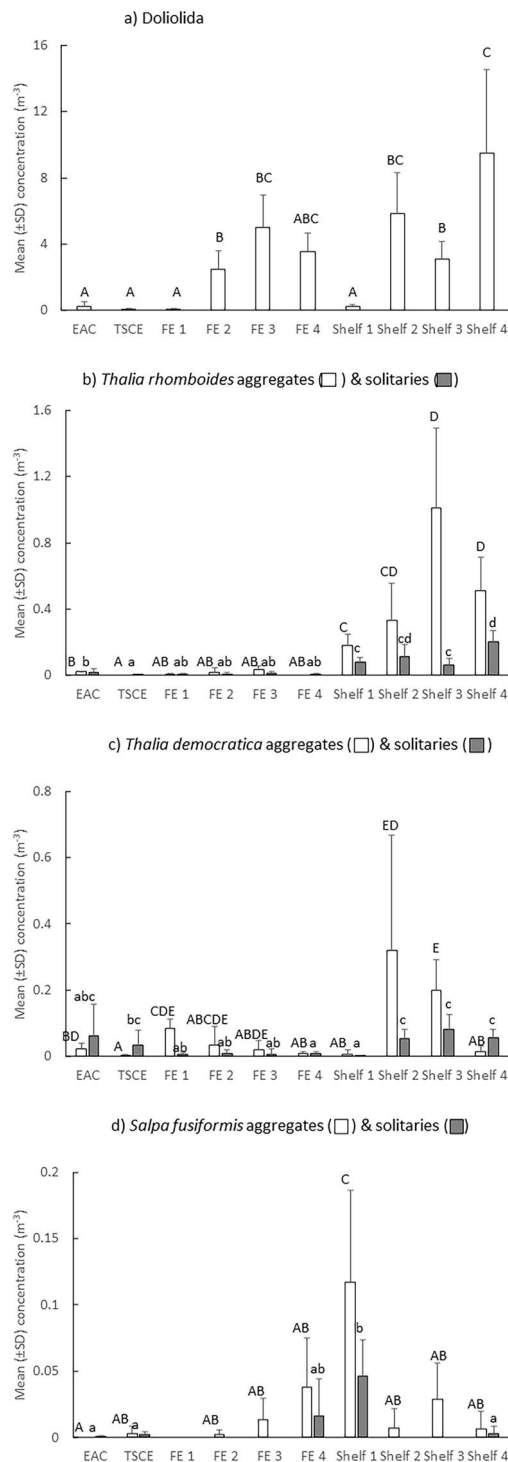 a) Doliolida
Mean (±SD) concentration (m⁻³)
16
12
8
4
0
A A A B BC ABC A BC B C
EAC TSCE FE 1 FE 2 FE 3 FE 4 Shelf 1 Shelf 2 Shelf 3 Shelf 4
b) Thalia rhomboides aggregates ( ) & solitaries ( )
Mean (±SD) concentration (m⁻³)
1.6
1.2
0.8
0.4
0
B b A a AB ab AB ab AB ab AB ab C c CD cd D c D d
EAC TSCE FE 1 FE 2 FE 3 FE 4 Shelf 1 Shelf 2 Shelf 3 Shelf 4
c) Thalia democratica aggregates ( ) & solitaries ( )
Mean (±SD) concentration (m⁻³)
0.8
0.6
0.4
0.2
0
BD abc A bc CDE ab ABCDE ab ABDE ab AB a AB a ED c E c AB c
EAC TSCE FE 1 FE 2 FE 3 FE 4 Shelf 1 Shelf 2 Shelf 3 Shelf 4
d) Salpa fusiformis aggregates ( ) & solitaries ( )
Mean (±SD) concentration (m⁻³)
0.2
0.15
0.1
0.05
0
A a AB a AB AB AB ab C b AB AB AB a
EAC TSCE FE 1 FE 2 FE 3 FE 4 Shelf 1 Shelf 2 Shelf 3 Shelf 4